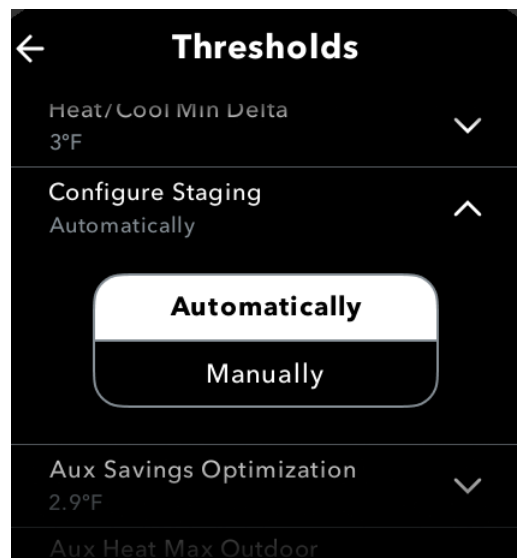 Thresholds
Heat/Cool Min Delta
3°F
Configure Staging
Automatically
Automatically
Manually
Aux Savings Optimization
2.9°F
Aux Heat Max Outdoor